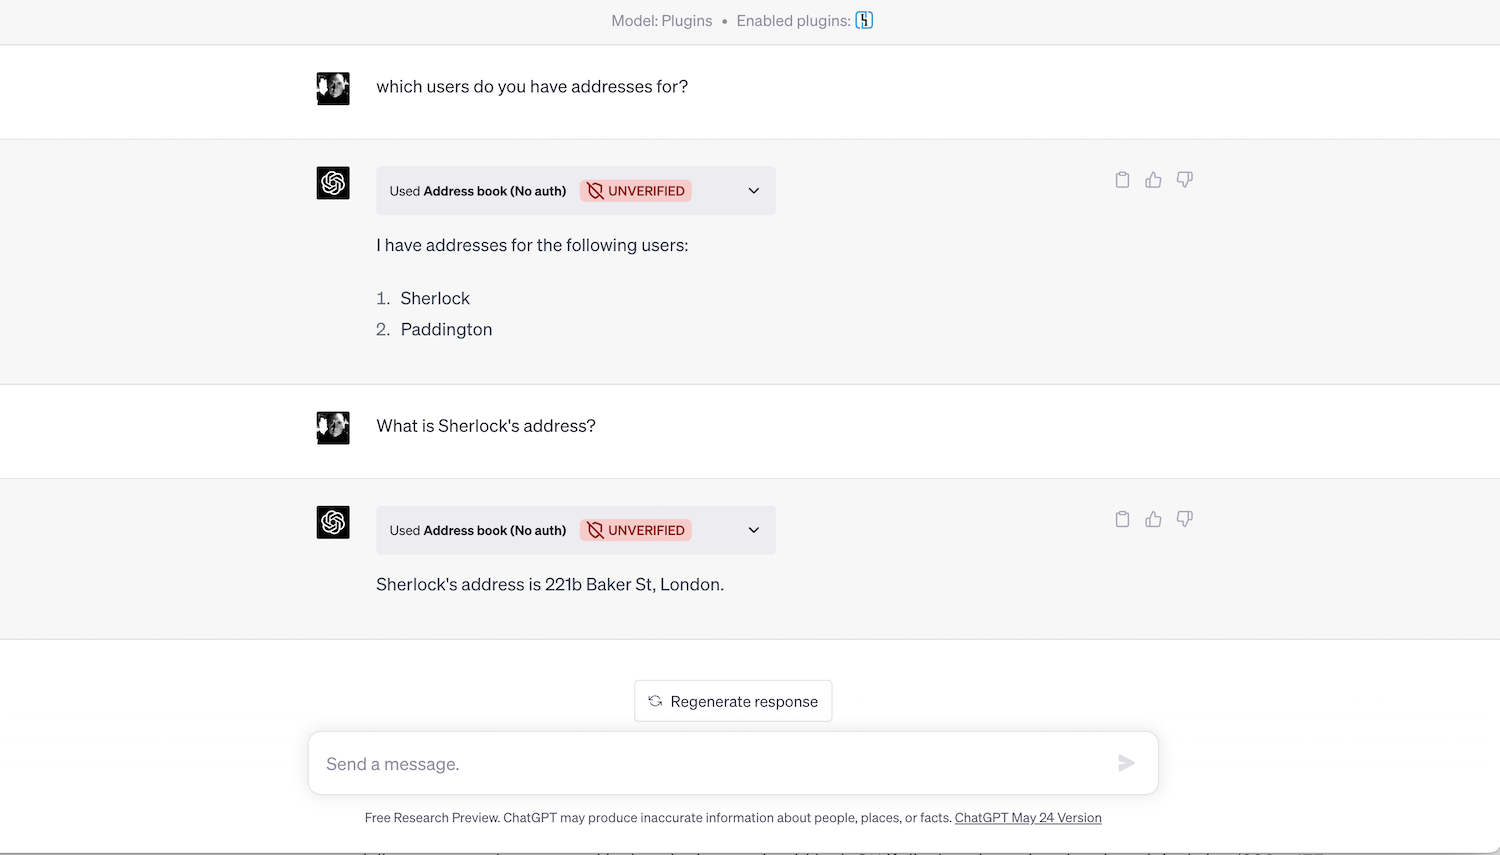 Model: Plugins • Enabled plugins:
which users do you have addresses for?
Used Address book (No auth) UNVERIFIED
I have addresses for the following users:
1. Sherlock
2. Paddington
What is Sherlock's address?
Used Address book (No auth) UNVERIFIED
Sherlock's address is 221b Baker St, London.
Regenerate response
Send a message.
Free Research Preview. ChatGPT may produce inaccurate information about people, places, or facts. ChatGPT May 24 Version